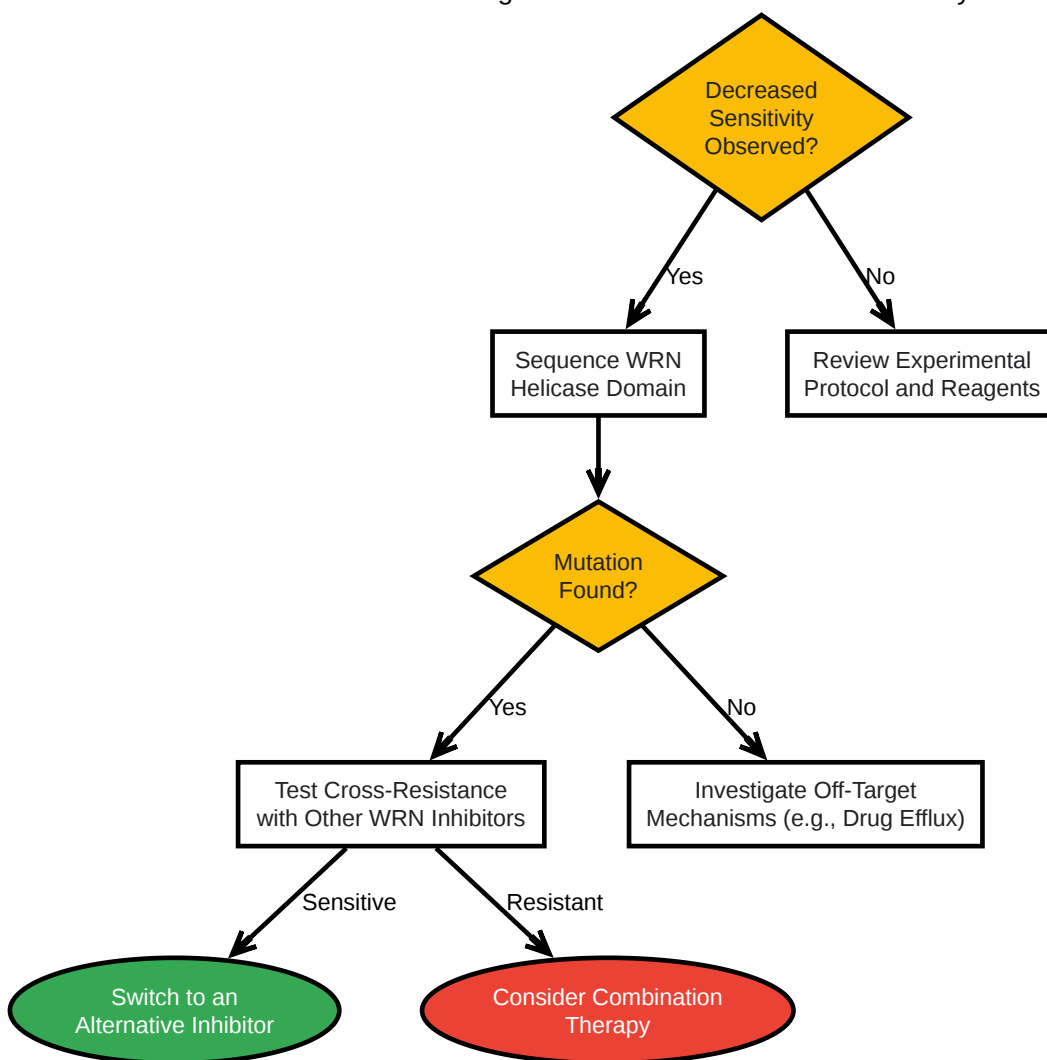 Decreased
Sensitivity
Observed?
Yes
No
Sequence WRN
Helicase Domain
Review Experimental
Protocol and Reagents
Mutation
Found?
Yes
No
Test Cross-Resistance
with Other WRN Inhibitors
Investigate Off-Target
Mechanisms (e.g., Drug Efflux)
Sensitive
Resistant
Switch to an
Alternative Inhibitor
Consider Combination
Therapy